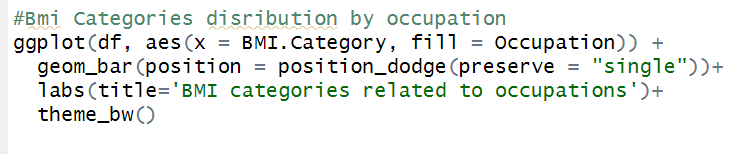 #Bmi Categories disribution by occupation
ggplot(df, aes(x = BMI.Category, fill = Occupation)) +
  geom_bar(position = position_dodge(preserve = "single"))+
  labs(title='BMI categories related to occupations')+
  theme_bw()